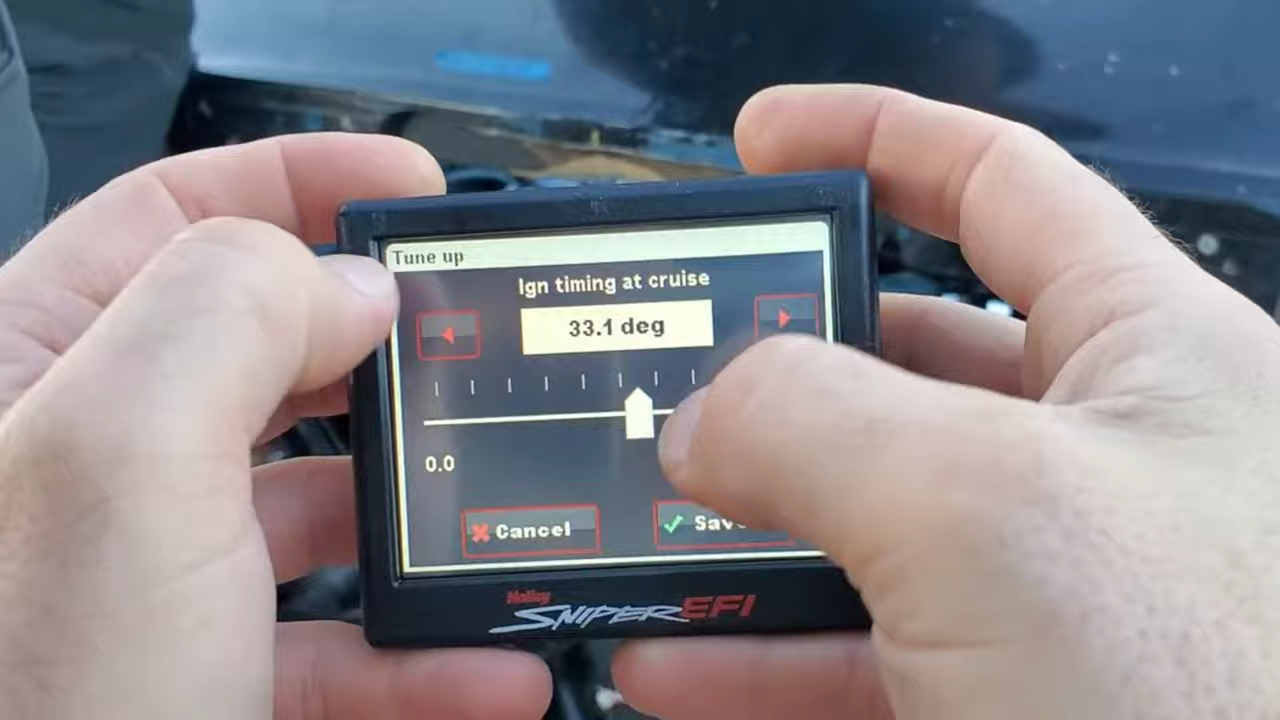 Tune up
Ign timing at cruise
33.1 deg
0.0
Cancel
Holley
SNIPER EFI